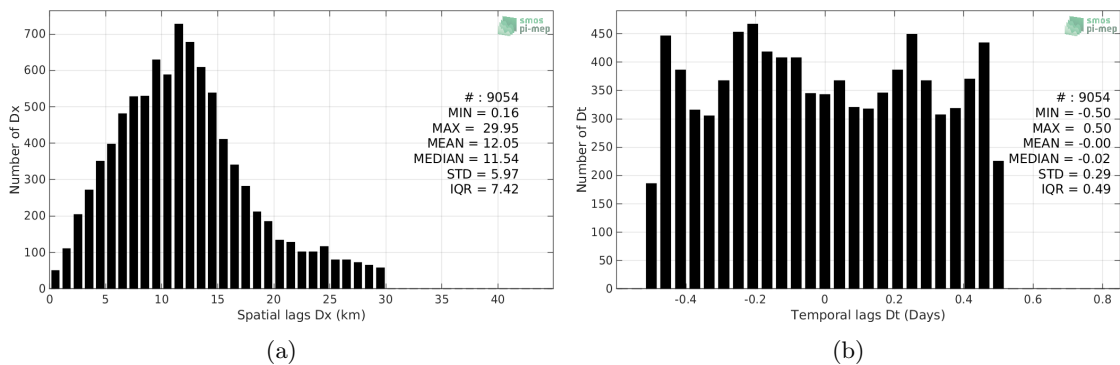 smos
pi-mep
700
600
500
400
300
200
100
0
Number of Dx
# : 9054
MIN = 0.16
MAX = 29.95
MEAN = 12.05
MEDIAN = 11.54
STD = 5.97
IQR = 7.42
0 5 10 15 20 25 30 35 40
Spatial lags Dx (km)
(a)
smos
pi-mep
450
400
350
300
250
200
150
100
50
0
Number of Dt
# : 9054
MIN = -0.50
MAX = 0.50
MEAN = -0.00
MEDIAN = -0.02
STD = 0.29
IQR = 0.49
-0.4 -0.2 0 0.2 0.4 0.6 0.8
Temporal lags Dt (Days)
(b)